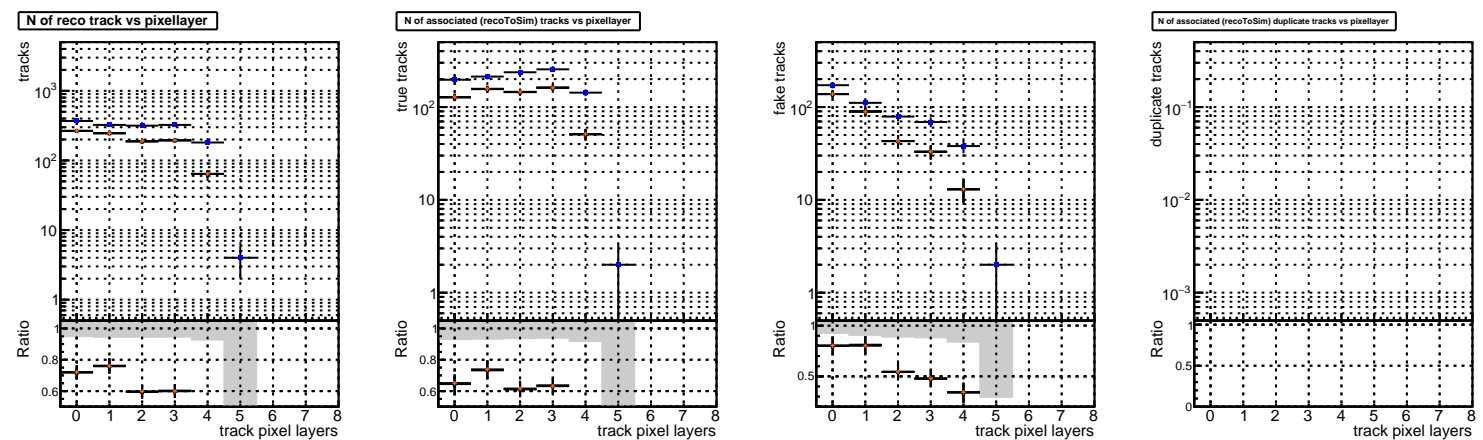 N of reco track vs pixellayer
tracks
10³
10²
10
1
Ratio
1
0.8
0.6
0 1 2 3 4 5 6 7 8
track pixel layers
N of associated (recoToSim) tracks vs pixellayer
true tracks
10²
10
1
Ratio
1
0.8
0.6
0 1 2 3 4 5 6 7 8
track pixel layers
fake tracks
10²
10
1
Ratio
1
0.5
0 1 2 3 4 5 6 7 8
track pixel layers
N of associated (recoToSim) duplicate tracks vs pixellayer
duplicate tracks
10⁻¹
10⁻²
10⁻³
Ratio
1
0.5
0
0 1 2 3 4 5 6 7 8
track pixel layers